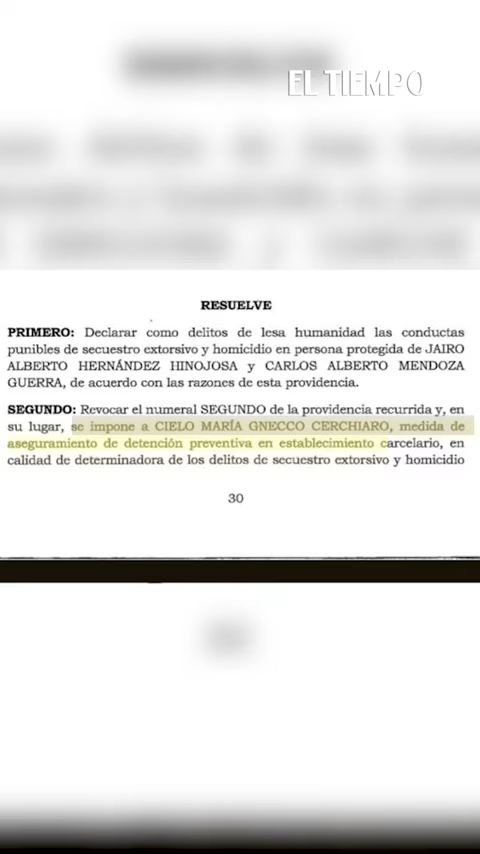 EL TIEMPO
RESUELVE
PRIMERO: Declarar como delitos de lesa humanidad las conductas
punibles de secuestro extorsivo y homicidio en persona protegida de JAIRO
ALBERTO HERNÁNDEZ HINOJOSA y CARLOS ALBERTO MENDOZA
GUERRA, de acuerdo con las razones de esta providencia.
SEGUNDO: Revocar el numeral SEGUNDO de la providencia recurrida y, en
su lugar, se impone a CIELO MARÍA GNECCO CERCHIARO, medida de
aseguramiento de detención preventiva en establecimiento carcelario, en
calidad de determinadora de los delitos de secuestro extorsivo y homicidio
30